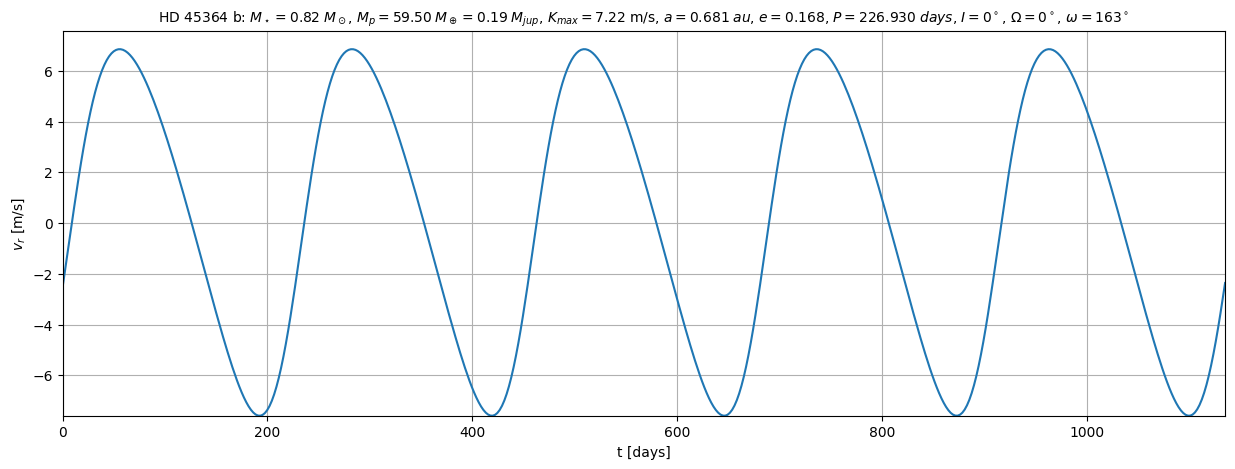 HD 45364 b: M⋆ = 0.82 M⊙, Mp = 59.50 M⊕ = 0.19 Mjup, Kmax = 7.22 m/s, a = 0.681 au, e = 0.168, P = 226.930 days, I = 0°, Ω = 0°, ω = 163°
6
4
2
0
−2
−4
−6
vr [m/s]
0 200 400 600 800 1000
t [days]